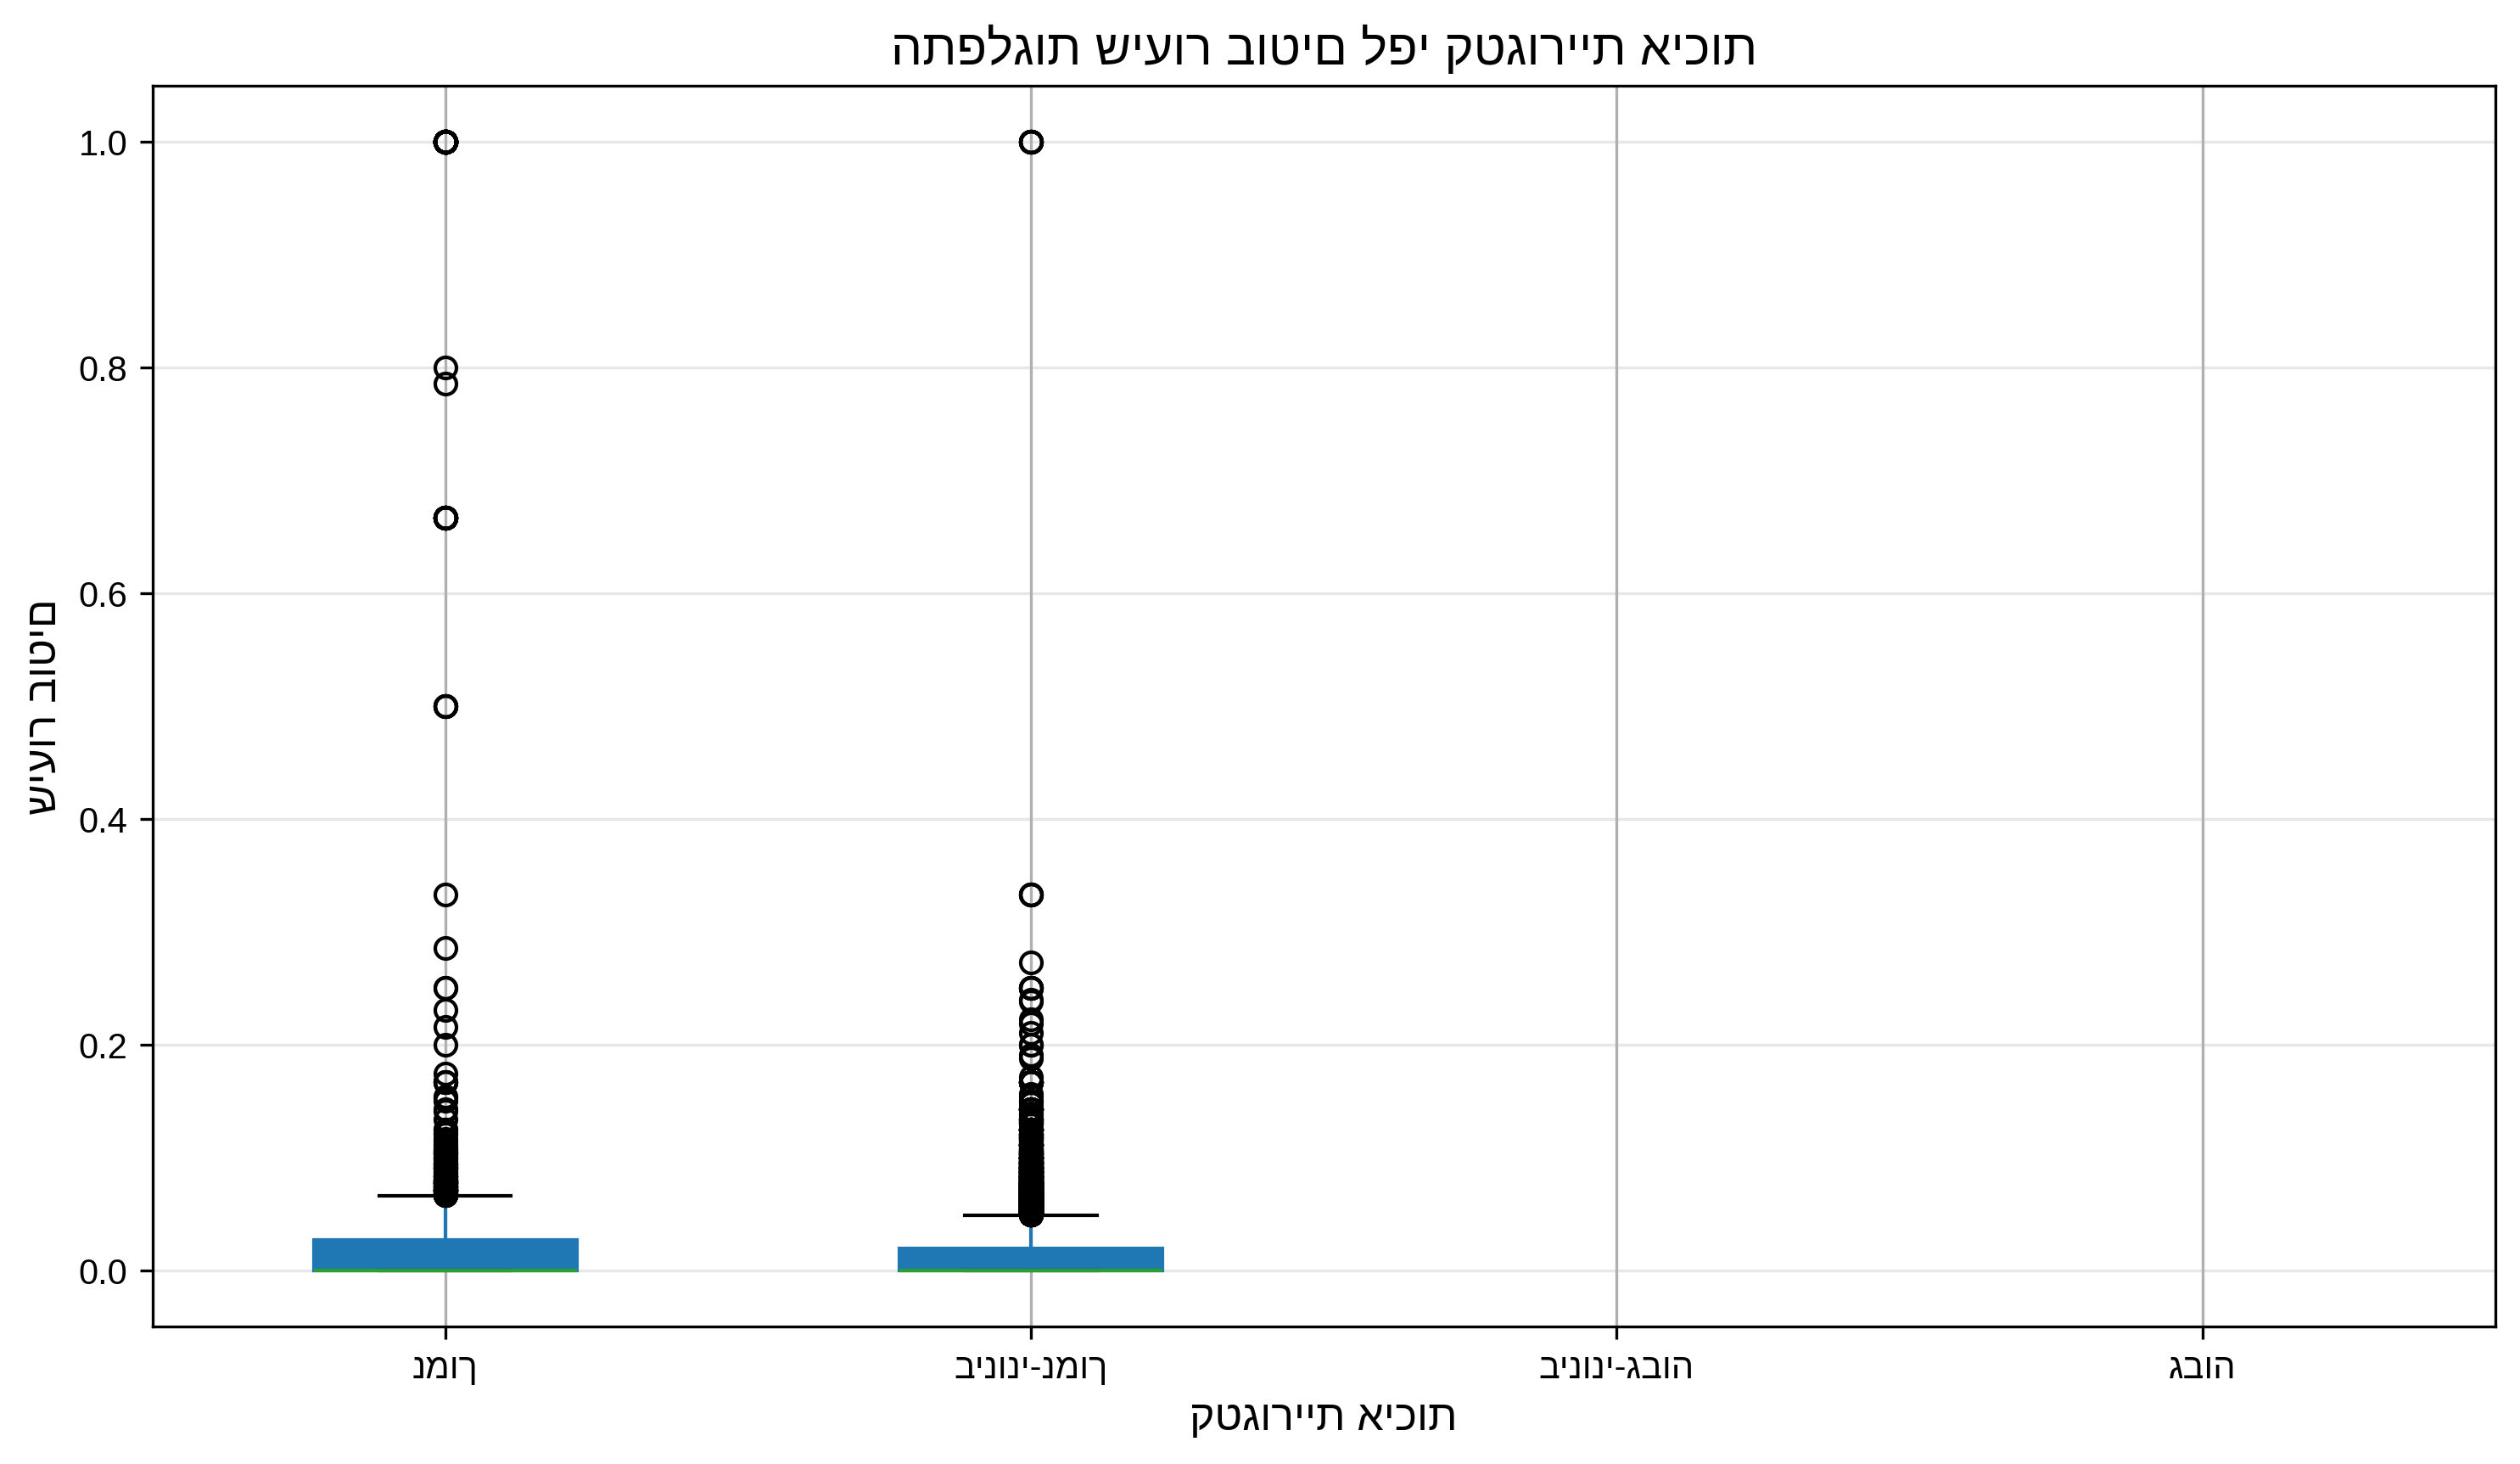 התפלגות שיעור בוטים לפי קטגוריית איכות
שיעור בוטים
1.0
0.8
0.6
0.4
0.2
0.0
נמוך
בינוני-נמוך
בינוני-גבוה
גבוה
קטגוריית איכות